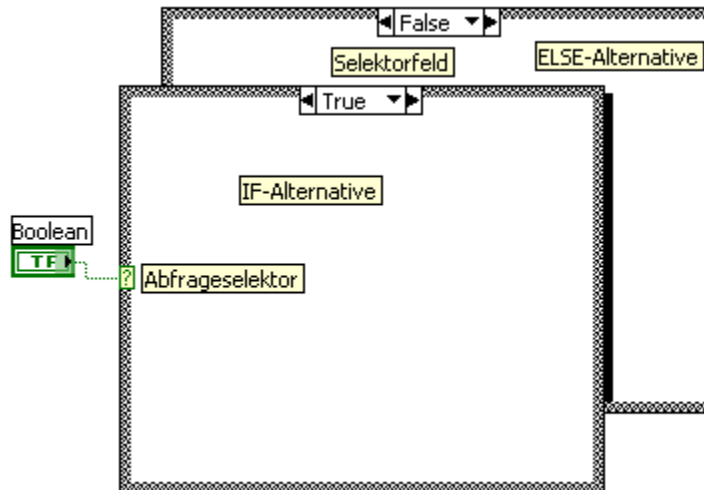 False
Selektorfeld
ELSE-Alternative
True
IF-Alternative
Boolean
TF
?
Abfrageselektor